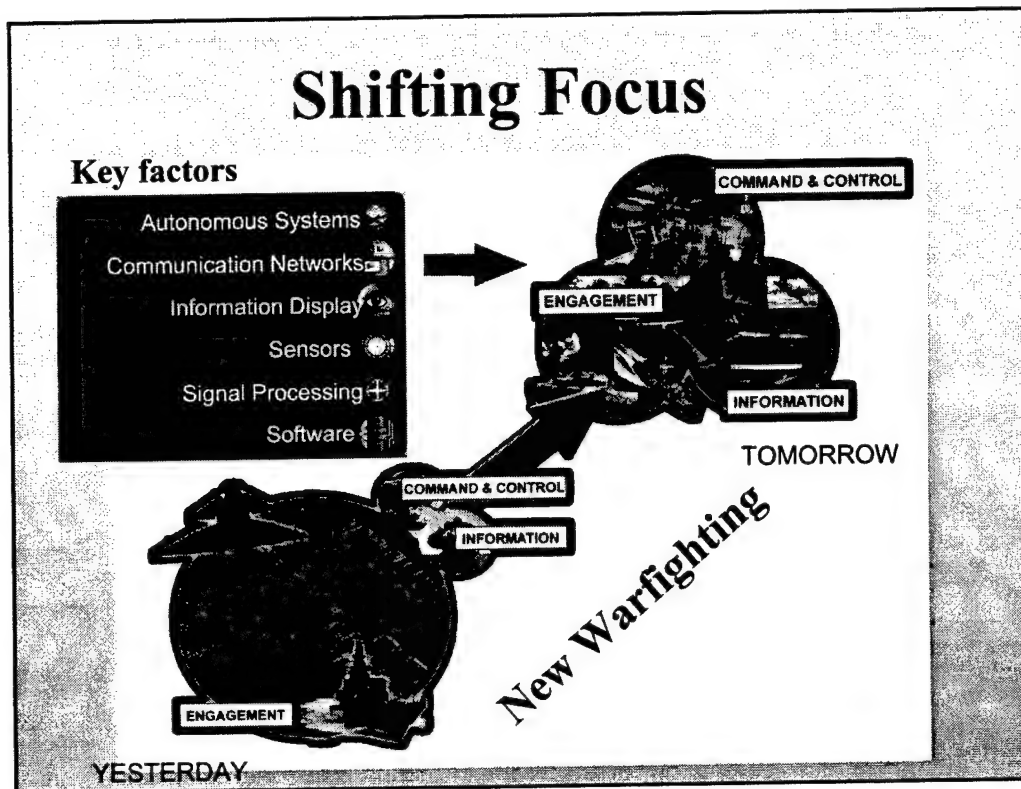 Shifting Focus
Key factors
Autonomous Systems
Communication Networks
Information Display
Sensors
Signal Processing
Software
COMMAND & CONTROL
ENGAGEMENT
INFORMATION
TOMORROW
COMMAND & CONTROL
INFORMATION
New Warfighting
ENGAGEMENT
YESTERDAY